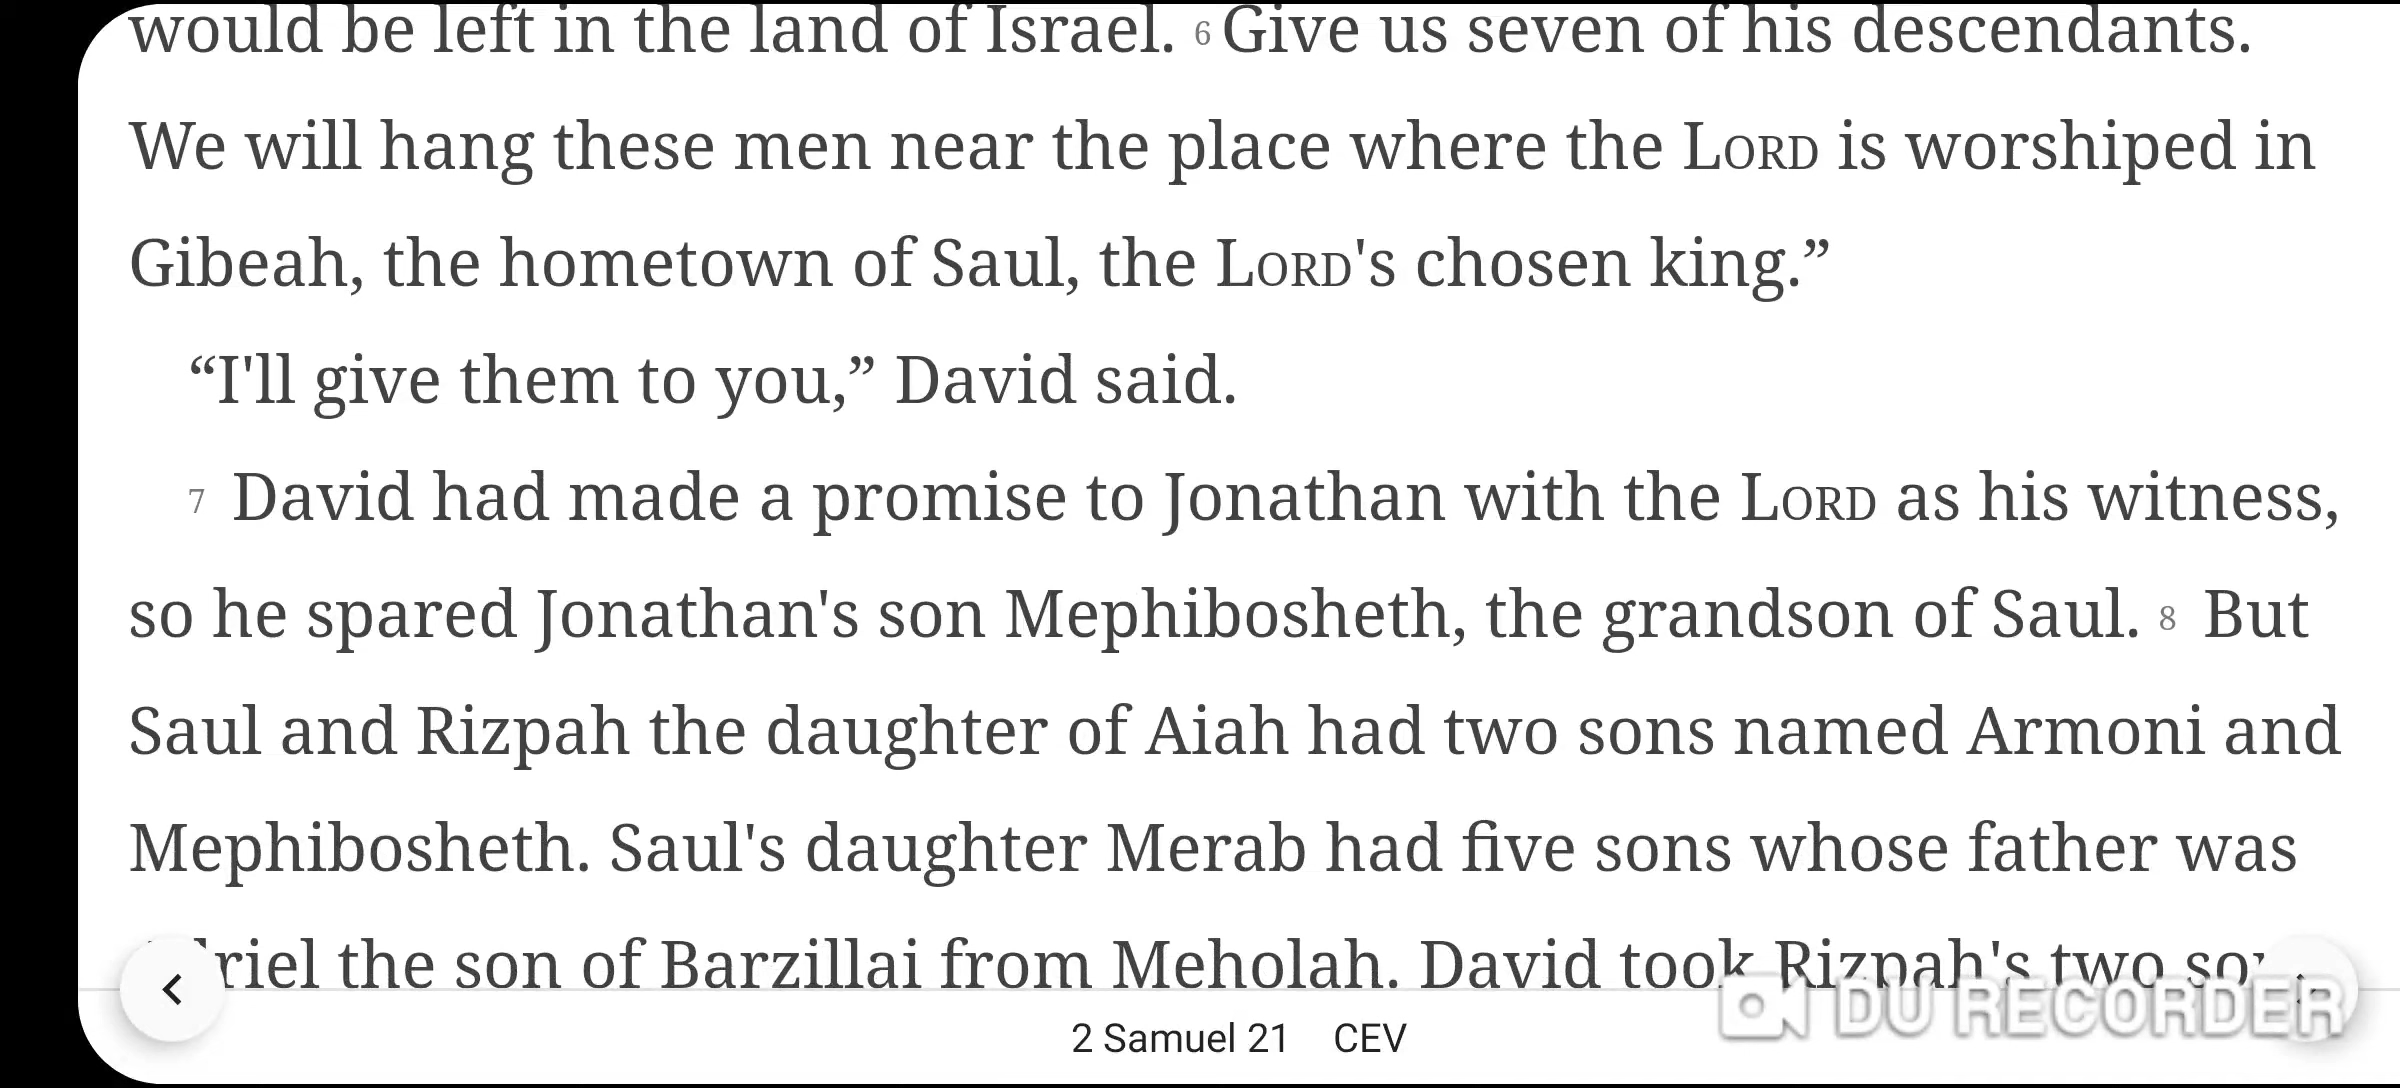 would be left in the land of Israel. 6 Give us seven of his descendants.
We will hang these men near the place where the LORD is worshiped in
Gibeah, the hometown of Saul, the LORD's chosen king.”
“I'll give them to you,” David said.
7 David had made a promise to Jonathan with the LORD as his witness,
so he spared Jonathan's son Mephibosheth, the grandson of Saul. 8 But
Saul and Rizpah the daughter of Aiah had two sons named Armoni and
Mephibosheth. Saul's daughter Merab had five sons whose father was
the son of Barzillai from Meholah. David took Rizpah's two
2 Samuel 21 CEV
DU RECORDER